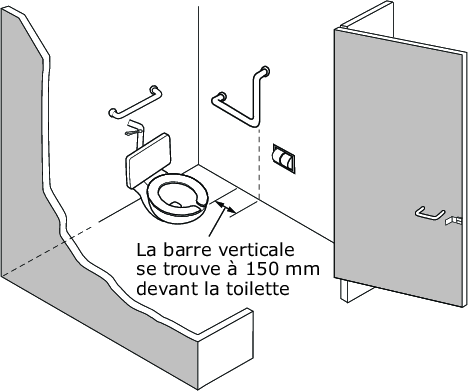 La barre verticale
se trouve à 150 mm
devant la toilette